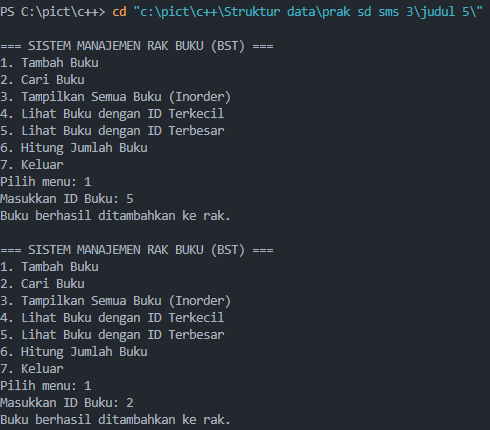 PS C:\pict\c++> cd "c:\pict\c++\Struktur data\prak sd sms 3\judul 5\"
=== SISTEM MANAJEMEN RAK BUKU (BST) ===
1. Tambah Buku
2. Cari Buku
3. Tampilkan Semua Buku (Inorder)
4. Lihat Buku dengan ID Terkecil
5. Lihat Buku dengan ID Terbesar
6. Hitung Jumlah Buku
7. Keluar
Pilih menu: 1
Masukkan ID Buku: 5
Buku berhasil ditambahkan ke rak.
=== SISTEM MANAJEMEN RAK BUKU (BST) ===
1. Tambah Buku
2. Cari Buku
3. Tampilkan Semua Buku (Inorder)
4. Lihat Buku dengan ID Terkecil
5. Lihat Buku dengan ID Terbesar
6. Hitung Jumlah Buku
7. Keluar
Pilih menu: 1
Masukkan ID Buku: 2
Buku berhasil ditambahkan ke rak.